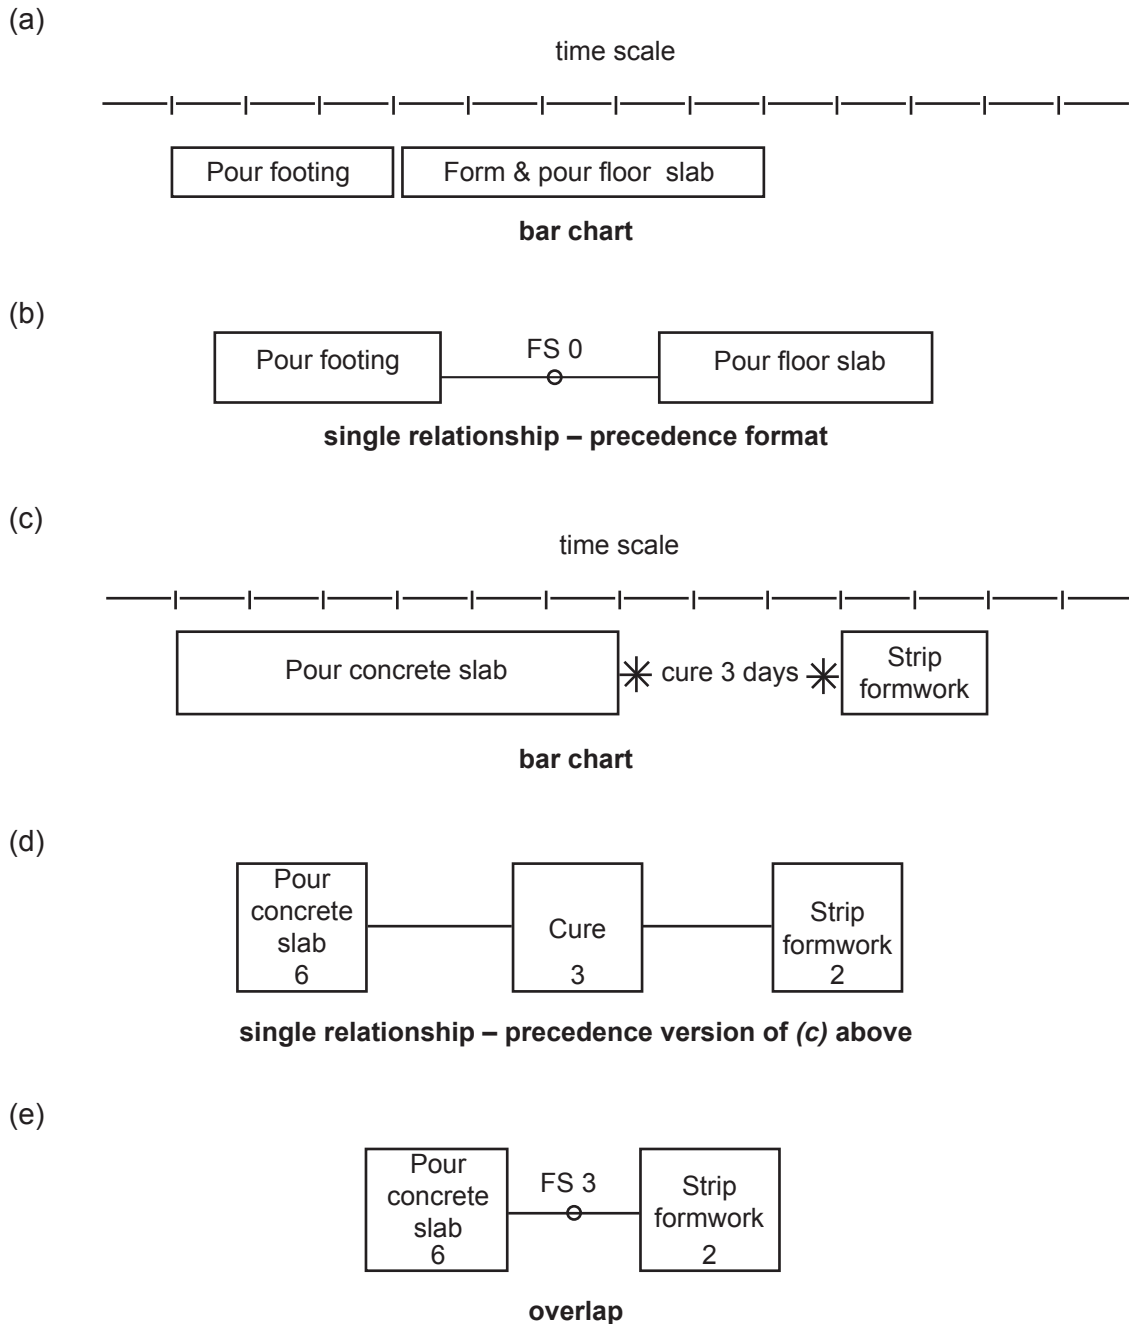 (a)
time scale
Pour footing
Form & pour floor slab
bar chart
(b)
Pour footing
FS 0
Pour floor slab
single relationship – precedence format
(c)
time scale
Pour concrete slab
cure 3 days
Strip
formwork
bar chart
(d)
Pour
concrete
slab
6
Cure
3
Strip
formwork
2
single relationship – precedence version of (c) above
(e)
Pour
concrete
slab
6
FS 3
Strip
formwork
2
overlap